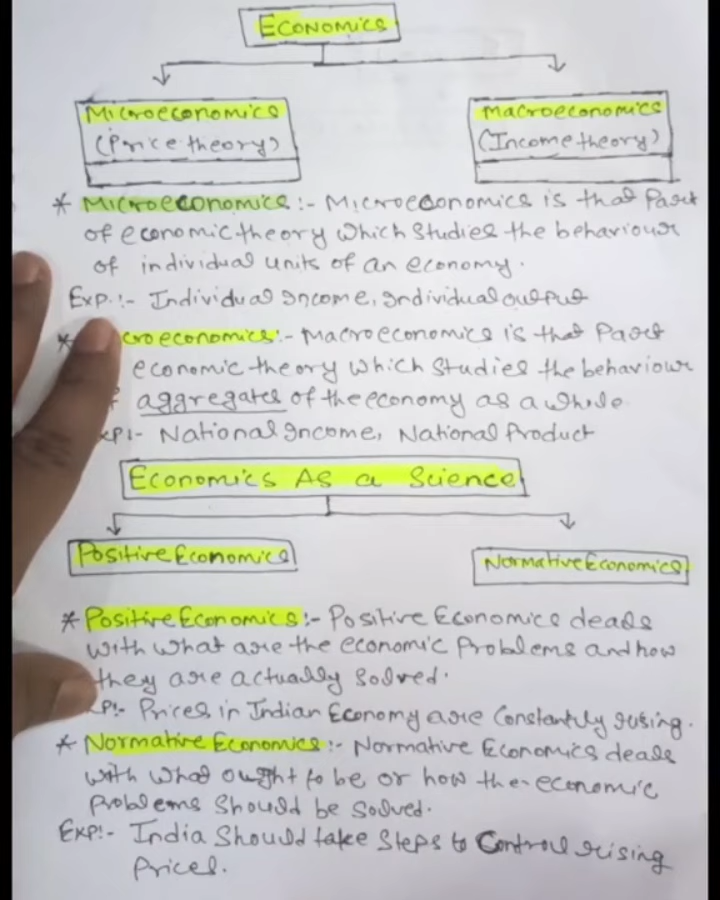 ECONOMICS
Microeconomics
(Price theory)
Macroeconomics
(Income theory)
* Microeconomics :- Microeconomics is that Part
of economic theory which studies the behaviour
of individual units of an economy.
Exp. :- Individual Income, Individual output
* croeconomics :- Macroeconomics is that Part
economic theory which studies the behaviour
aggregates of the economy as a whole.
xp :- National Income, National Product
Economics As a Science
Positive Economics
Normative Economics
* Positive Economics :- Positive Economics deals
with what are the economic Problems and how
they are actually solved.
P:- Prices in Indian Economy are Constantly rising.
* Normative Economics :- Normative Economics deals
with what ought to be or how the economic
Problems should be solved.
Exp:- India Should take Steps to Controll rising
Prices.